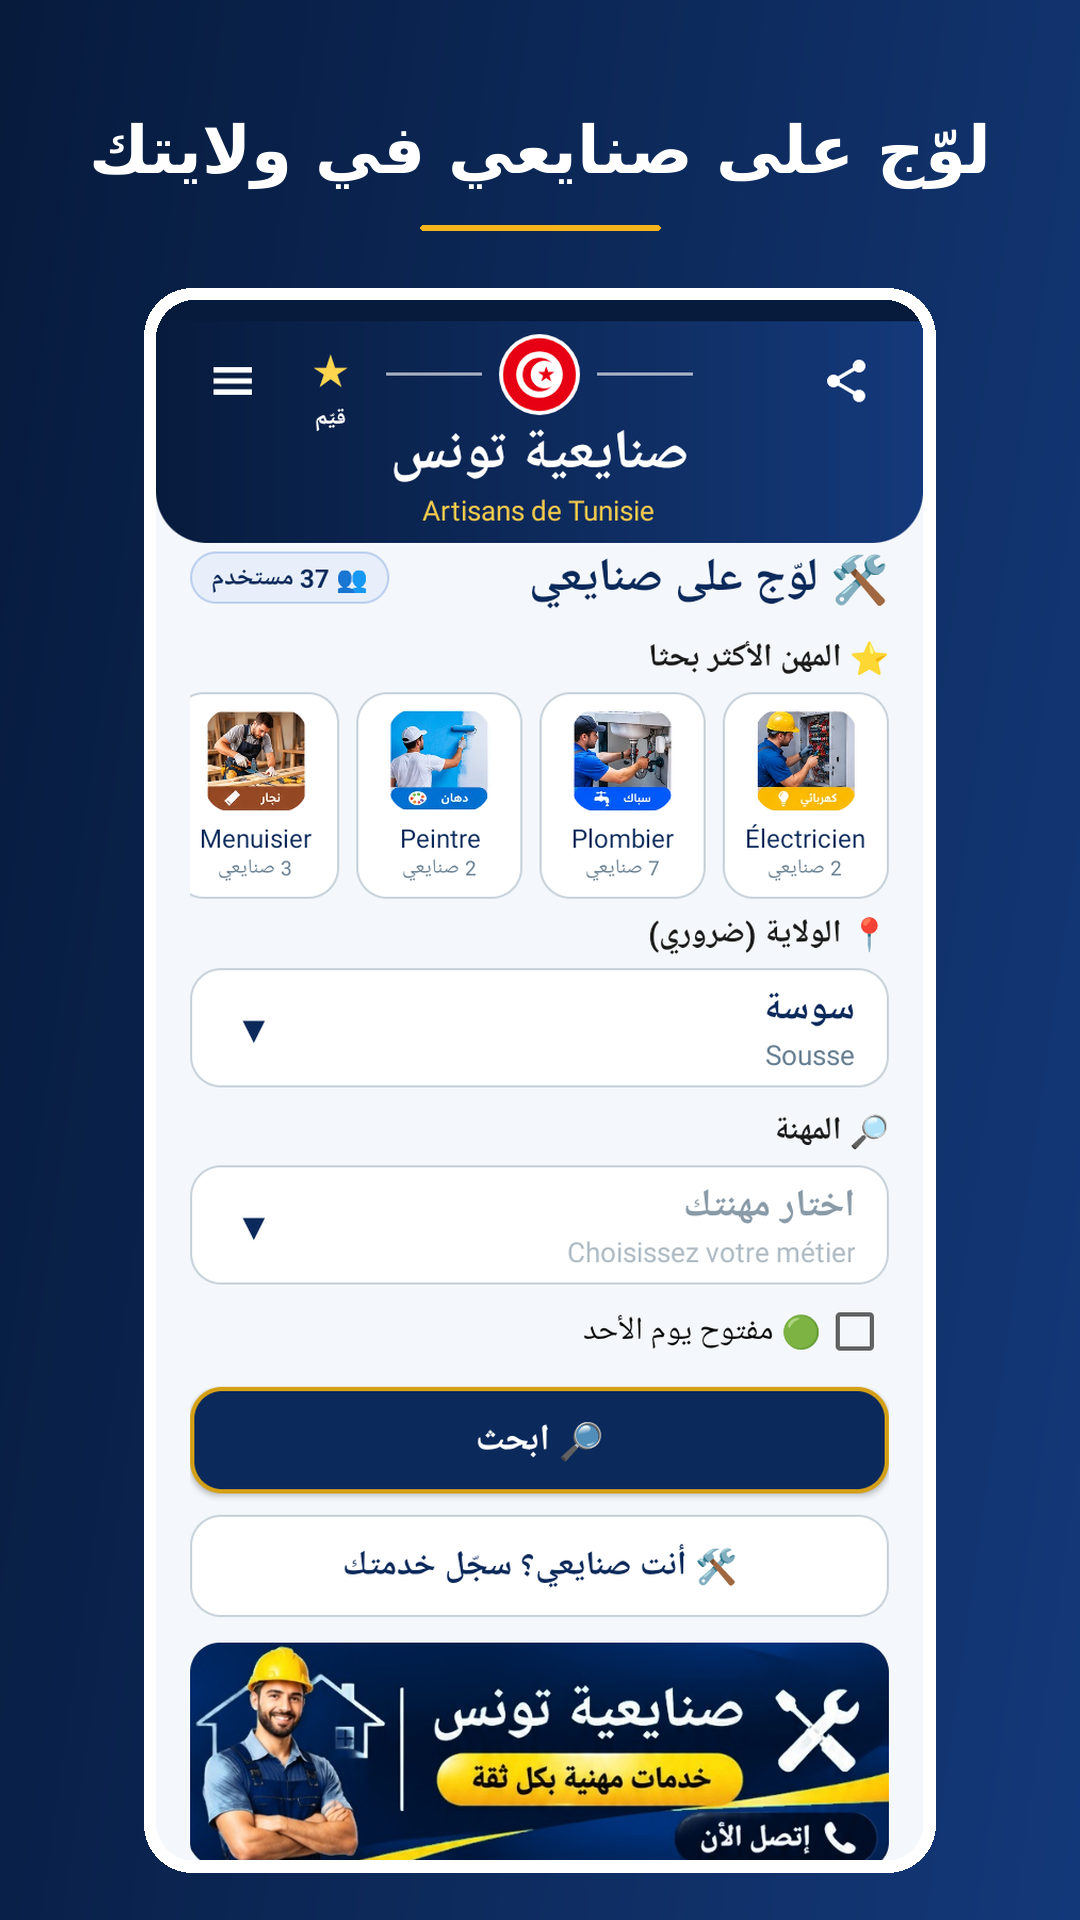 لوّج على صنايعي في ولايتك
قيّم
صنايعية تونس
Artisans de Tunisie
🛠️ لوّج على صنايعي
👥 37 مستخدم
⭐ المهن الأكثر بحثا
كهربائي
Électricien
2 صنايعي
سباك
Plombier
7 صنايعي
دهان
Peintre
2 صنايعي
نجار
Menuisier
3 صنايعي
📍 الولاية (ضروري)
سوسة
Sousse
🔎 المهنة
اختار مهنتك
Choisissez votre métier
🟢 مفتوح يوم الأحد
🔎 ابحث
🛠️ أنت صنايعي؟ سجّل خدمتك
صنايعية تونس
خدمات مهنية بكل ثقة
إتصل الأن